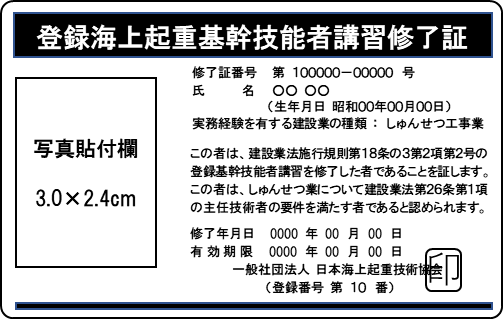 登録海上起重基幹技能者講習修了証
修了証番号 第 100000－00000 号
氏 名 〇〇 〇〇
（生年月日 昭和00年00月00日）
実務経験を有する建設業の種類 ： しゅんせつ工事業
写真貼付欄
3.0×2.4cm
この者は、建設業法施行規則第18条の3第2項第2号の
登録基幹技能者講習を修了した者であることを証します。
この者は、しゅんせつ業について建設業法第26条第1項
の主任技術者の要件を満たす者であると認められます。
修了年月日 0000 年 00 月 00 日
有効期限 0000 年 00 月 00 日
一般社団法人 日本海上起重技術協会
印
（登録番号 第 10 番）